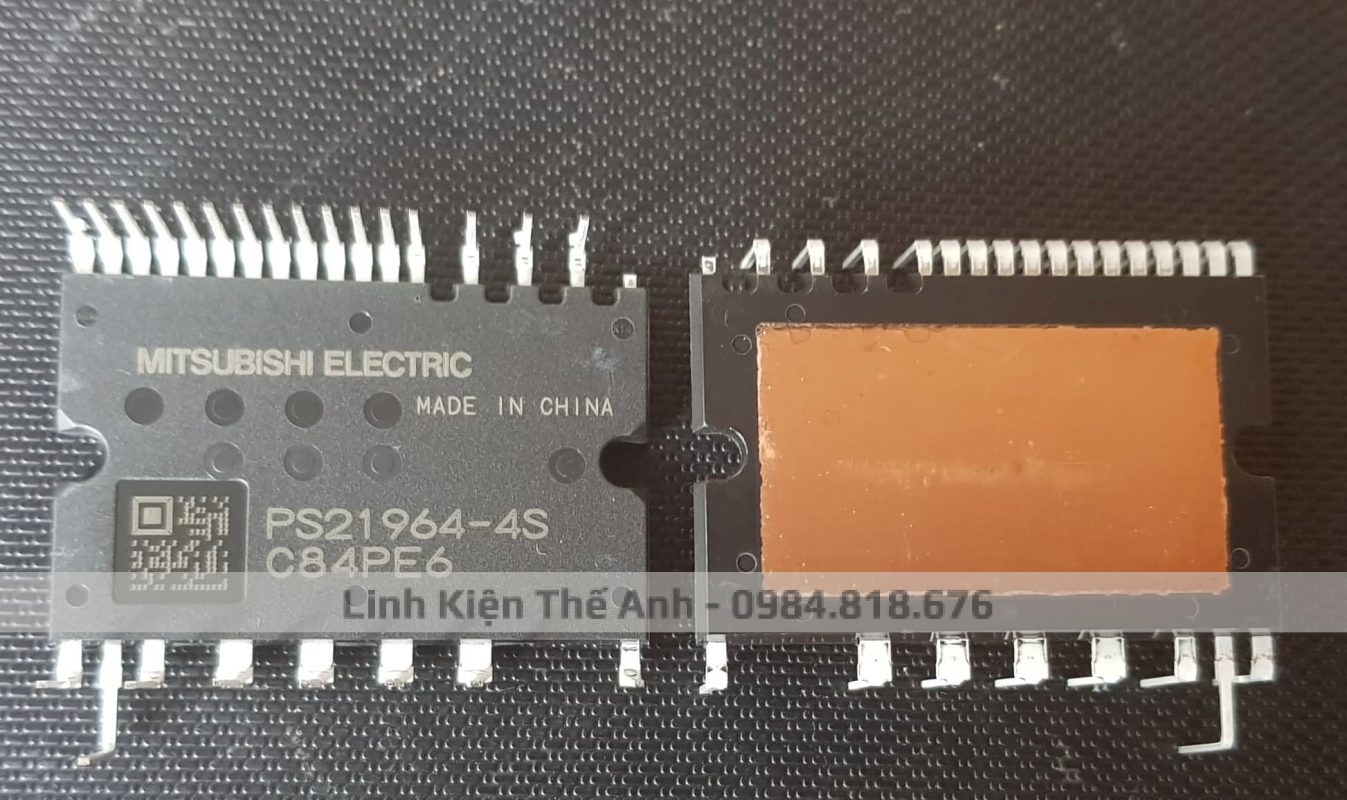 MITSUBISHI ELECTRIC
MADE IN CHINA
PS21964-4S
C84PE6
Linh Kiện Thế Anh - 0984.818.676